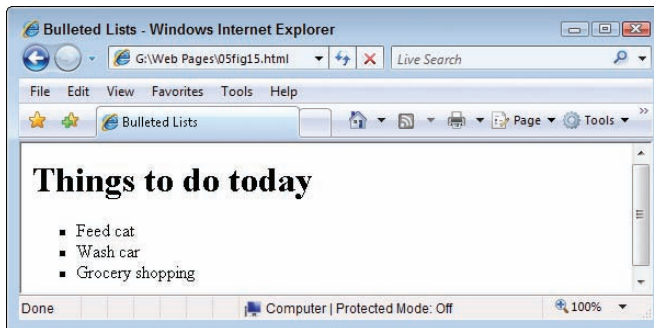 Bulleted Lists - Windows Internet Explorer
G:\Web Pages\05fig15.html Live Search
File Edit View Favorites Tools Help
Bulleted Lists Page Tools
Things to do today
Feed cat
Wash car
Grocery shopping
Done Computer | Protected Mode: Off 100%